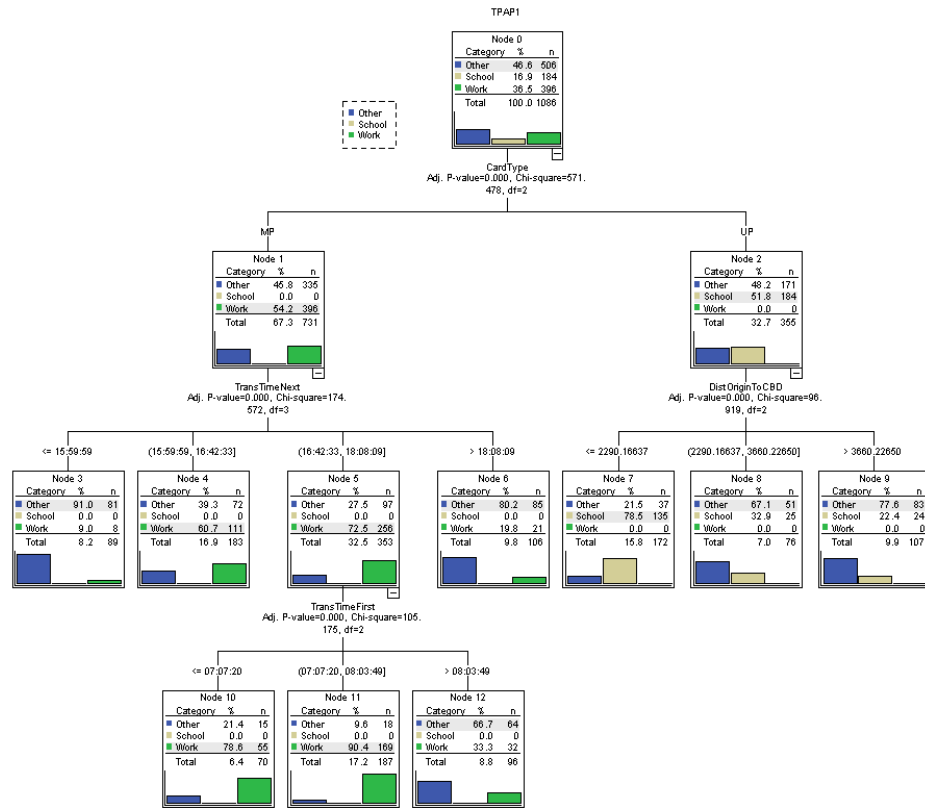 TPAP1
Node 0
Category % n
Other 46.6 506
School 16.9 184
Work 36.5 396
Total 100.0 1086
Other
School
Work
CardType
Adj. P-value=0.000, Chi-square=571.
478, df=2
MP
UP
Node 1
Category % n
Other 45.8 335
School 0.0 0
Work 54.2 396
Total 67.3 731
Node 2
Category % n
Other 48.2 171
School 51.8 184
Work 0.0 0
Total 32.7 355
TransTimeNext
Adj. P-value=0.000, Chi-square=174.
572, df=3
DistOriginToCBD
Adj. P-value=0.000, Chi-square=96.
919, df=2
<= 15:59:59
(15:59:59, 16:42:33]
(16:42:33, 18:08:09]
> 18:08:09
<= 2290.16637
(2290.16637, 3660.22650]
> 3660.22650
Node 3
Category % n
Other 91.0 81
School 0.0 0
Work 9.0 8
Total 8.2 89
Node 4
Category % n
Other 39.3 72
School 0.0 0
Work 60.7 111
Total 16.9 183
Node 5
Category % n
Other 27.5 97
School 0.0 0
Work 72.5 256
Total 32.5 353
Node 6
Category % n
Other 80.2 85
School 0.0 0
Work 19.8 21
Total 9.8 106
Node 7
Category % n
Other 21.5 37
School 78.5 135
Work 0.0 0
Total 15.8 172
Node 8
Category % n
Other 67.1 51
School 32.9 25
Work 0.0 0
Total 7.0 76
Node 9
Category % n
Other 77.6 83
School 22.4 24
Work 0.0 0
Total 9.9 107
TransTimeFirst
Adj. P-value=0.000, Chi-square=105.
175, df=2
<= 07:07:20
(07:07:20, 08:03:49]
> 08:03:49
Node 10
Category % n
Other 21.4 15
School 0.0 0
Work 78.6 55
Total 6.4 70
Node 11
Category % n
Other 9.6 18
School 0.0 0
Work 90.4 169
Total 17.2 187
Node 12
Category % n
Other 66.7 64
School 0.0 0
Work 33.3 32
Total 8.8 96